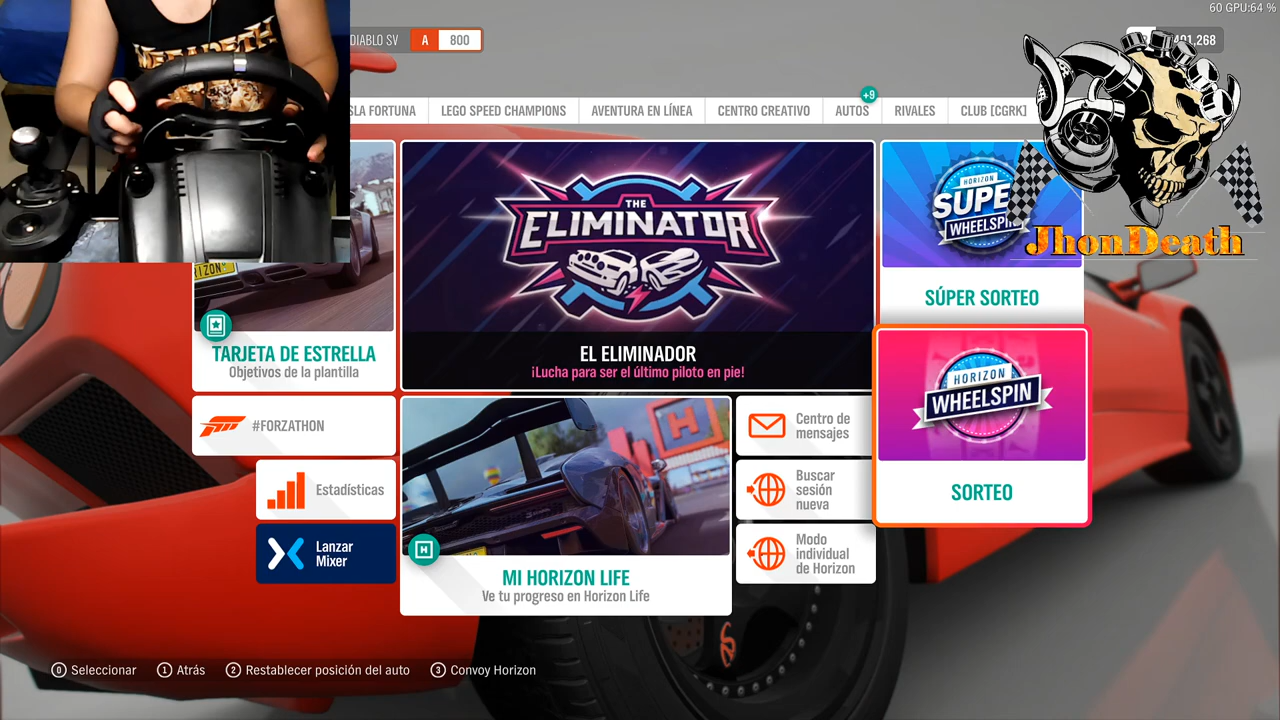 60 GPU:64 %
DIABLO SV A 800
SLA FORTUNA LEGO SPEED CHAMPIONS AVENTURA EN LÍNEA CENTRO CREATIVO AUTOS +9 RIVALES CLUB [CGRK]
MEGADETH
THE
ELIMINATOR
HORIZON
SUPER
WHEELSPIN
JhonDeath
SÚPER SORTEO
TARJETA DE ESTRELLA
Objetivos de la plantilla
EL ELIMINADOR
¡Lucha para ser el último piloto en pie!
HORIZON
WHEELSPIN
SORTEO
#FORZATHON
Estadísticas
Lanzar
Mixer
MI HORIZON LIFE
Ve tu progreso en Horizon Life
Centro de
mensajes
Buscar
sesión
nueva
Modo
individual
de Horizon
0 Seleccionar 1 Atrás 2 Restablecer posición del auto 3 Convoy Horizon